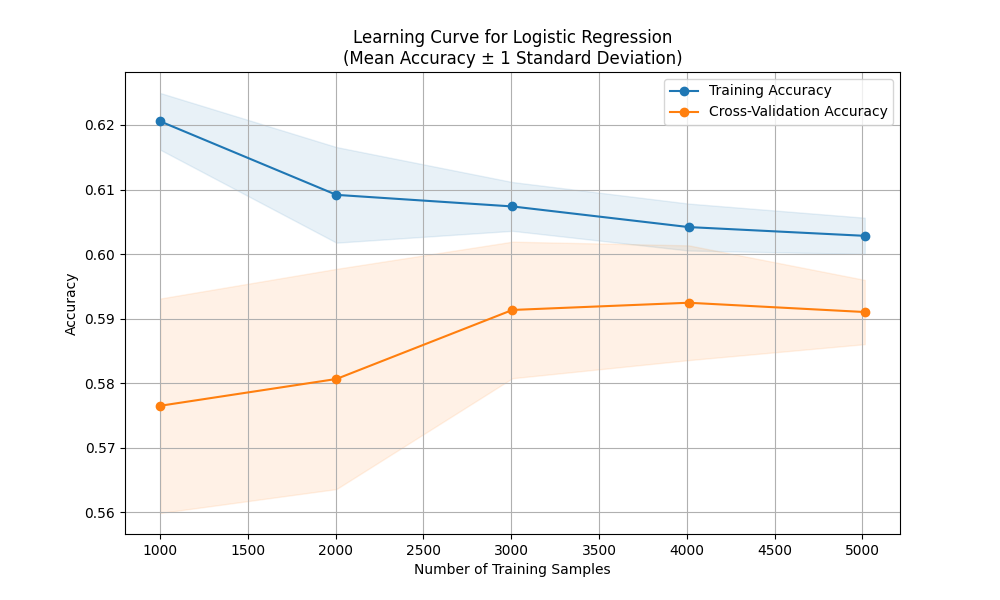 Learning Curve for Logistic Regression
(Mean Accuracy ± 1 Standard Deviation)
Training Accuracy
Cross-Validation Accuracy
Accuracy
0.62
0.61
0.60
0.59
0.58
0.57
0.56
1000 1500 2000 2500 3000 3500 4000 4500 5000
Number of Training Samples